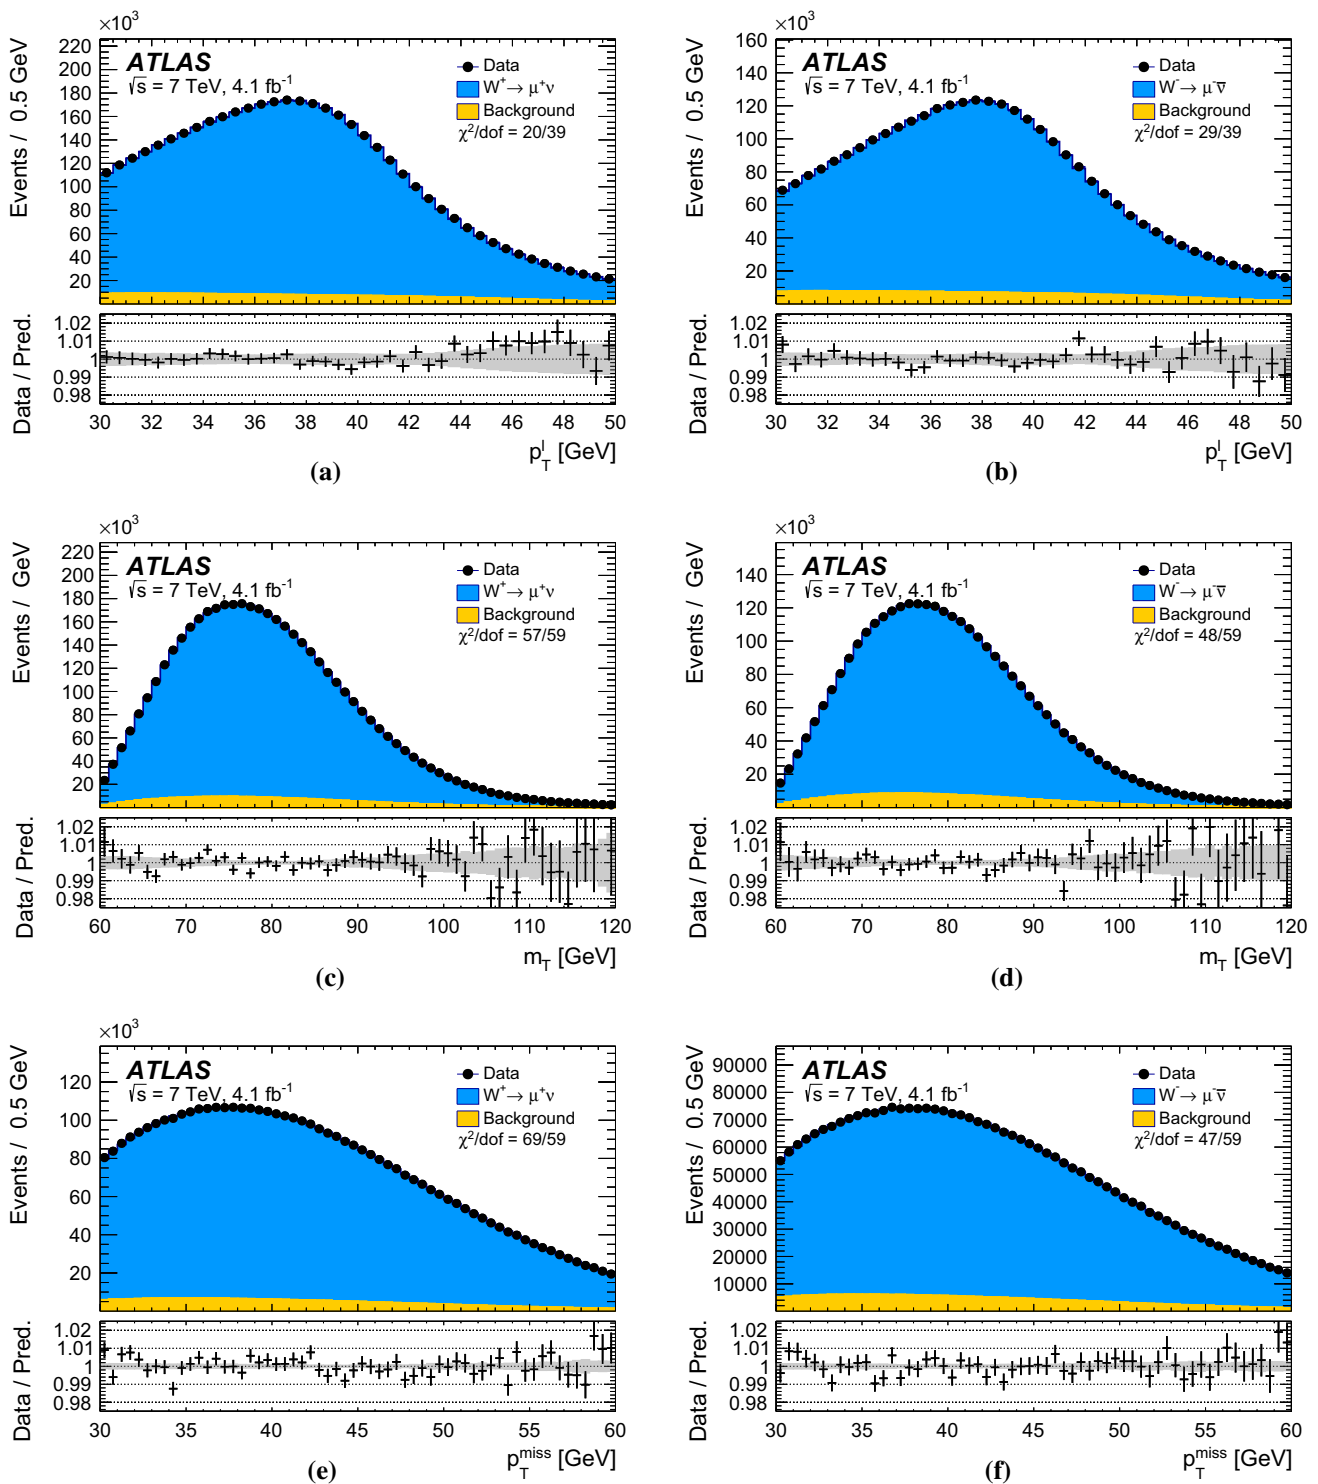 ×10³
Events / 0.5 GeV
220
200
180
160
140
120
100
80
60
40
20
ATLAS
√s = 7 TeV, 4.1 fb⁻¹
Data
W⁺→ μ⁺ν
Background
χ²/dof = 20/39
Data / Pred.
1.02
1.01
1
0.99
0.98
30 32 34 36 38 40 42 44 46 48 50
p_T^l [GeV]
(a)
×10³
Events / 0.5 GeV
160
140
120
100
80
60
40
20
ATLAS
√s = 7 TeV, 4.1 fb⁻¹
Data
W⁻→ μ⁻ν̅
Background
χ²/dof = 29/39
Data / Pred.
1.02
1.01
1
0.99
0.98
30 32 34 36 38 40 42 44 46 48 50
p_T^l [GeV]
(b)
×10³
Events / GeV
220
200
180
160
140
120
100
80
60
40
20
ATLAS
√s = 7 TeV, 4.1 fb⁻¹
Data
W⁺→ μ⁺ν
Background
χ²/dof = 57/59
Data / Pred.
1.02
1.01
1
0.99
0.98
60 70 80 90 100 110 120
m_T [GeV]
(c)
×10³
Events / GeV
140
120
100
80
60
40
20
ATLAS
√s = 7 TeV, 4.1 fb⁻¹
Data
W⁻→ μ⁻ν̅
Background
χ²/dof = 48/59
Data / Pred.
1.02
1.01
1
0.99
0.98
60 70 80 90 100 110 120
m_T [GeV]
(d)
×10³
Events / 0.5 GeV
120
100
80
60
40
20
ATLAS
√s = 7 TeV, 4.1 fb⁻¹
Data
W⁺→ μ⁺ν
Background
χ²/dof = 69/59
Data / Pred.
1.02
1.01
1
0.99
0.98
30 35 40 45 50 55 60
p_T^miss [GeV]
(e)
Events / 0.5 GeV
90000
80000
70000
60000
50000
40000
30000
20000
10000
ATLAS
√s = 7 TeV, 4.1 fb⁻¹
Data
W⁻→ μ⁻ν̅
Background
χ²/dof = 47/59
Data / Pred.
1.02
1.01
1
0.99
0.98
30 35 40 45 50 55 60
p_T^miss [GeV]
(f)